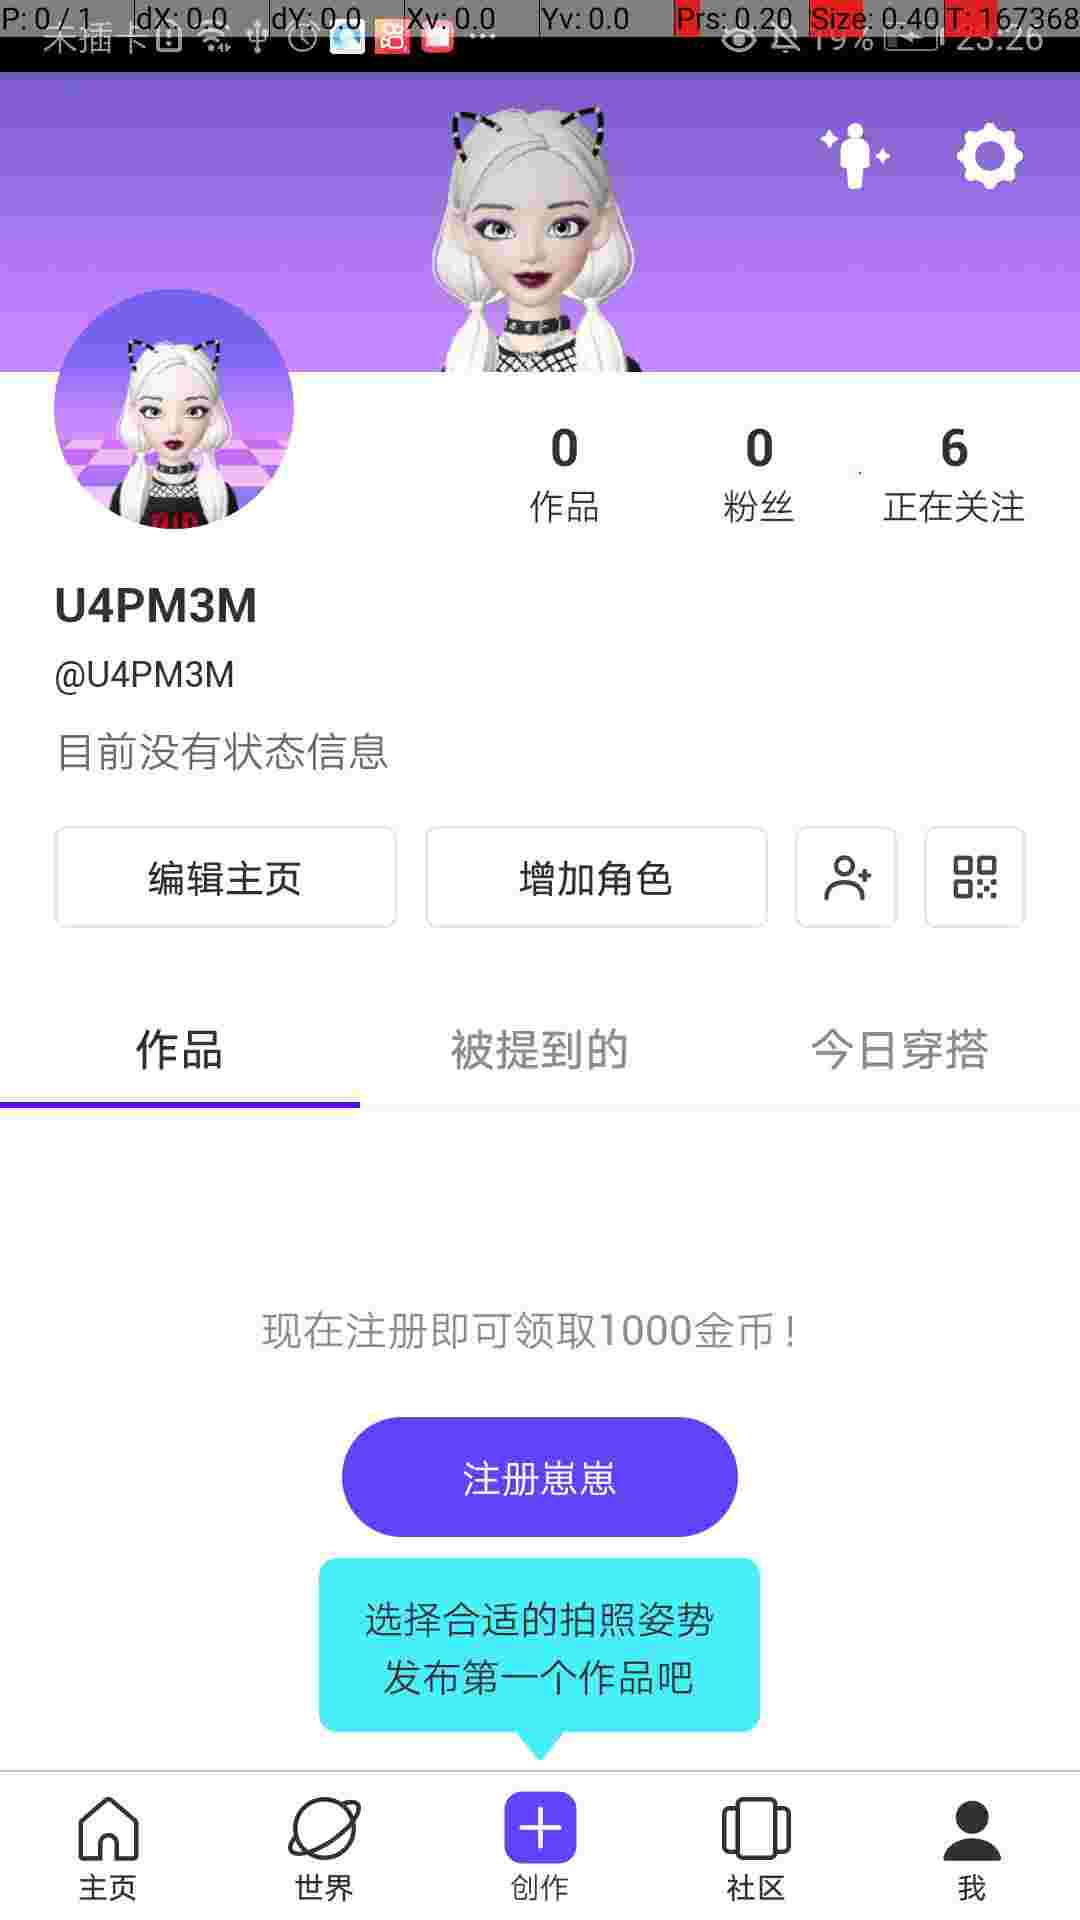 P: 0 / 1 dX: 0.0 dY: 0.0 Xv: 0.0 Yv: 0.0 Prs: 0.20 Size: 0.40 T: 167368
未插卡 19% 23:26
0 0 6
作品 粉丝 正在关注
U4PM3M
@U4PM3M
目前没有状态信息
编辑主页 增加角色
作品 被提到的 今日穿搭
现在注册即可领取1000金币！
注册崽崽
选择合适的拍照姿势
发布第一个作品吧
主页 世界 创作 社区 我